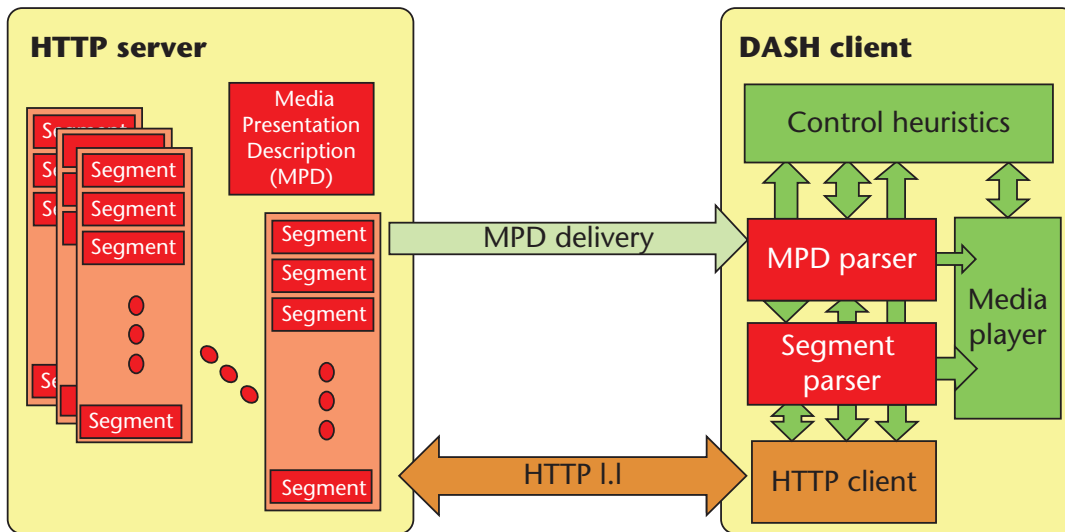 HTTP server
Media
Presentation
Description
(MPD)
Segment
Segment
Segment
Segment
Segment
Segment
Segment
Segment
Segment
MPD delivery
HTTP l.l
DASH client
Control heuristics
MPD parser
Segment
parser
Media
player
HTTP client